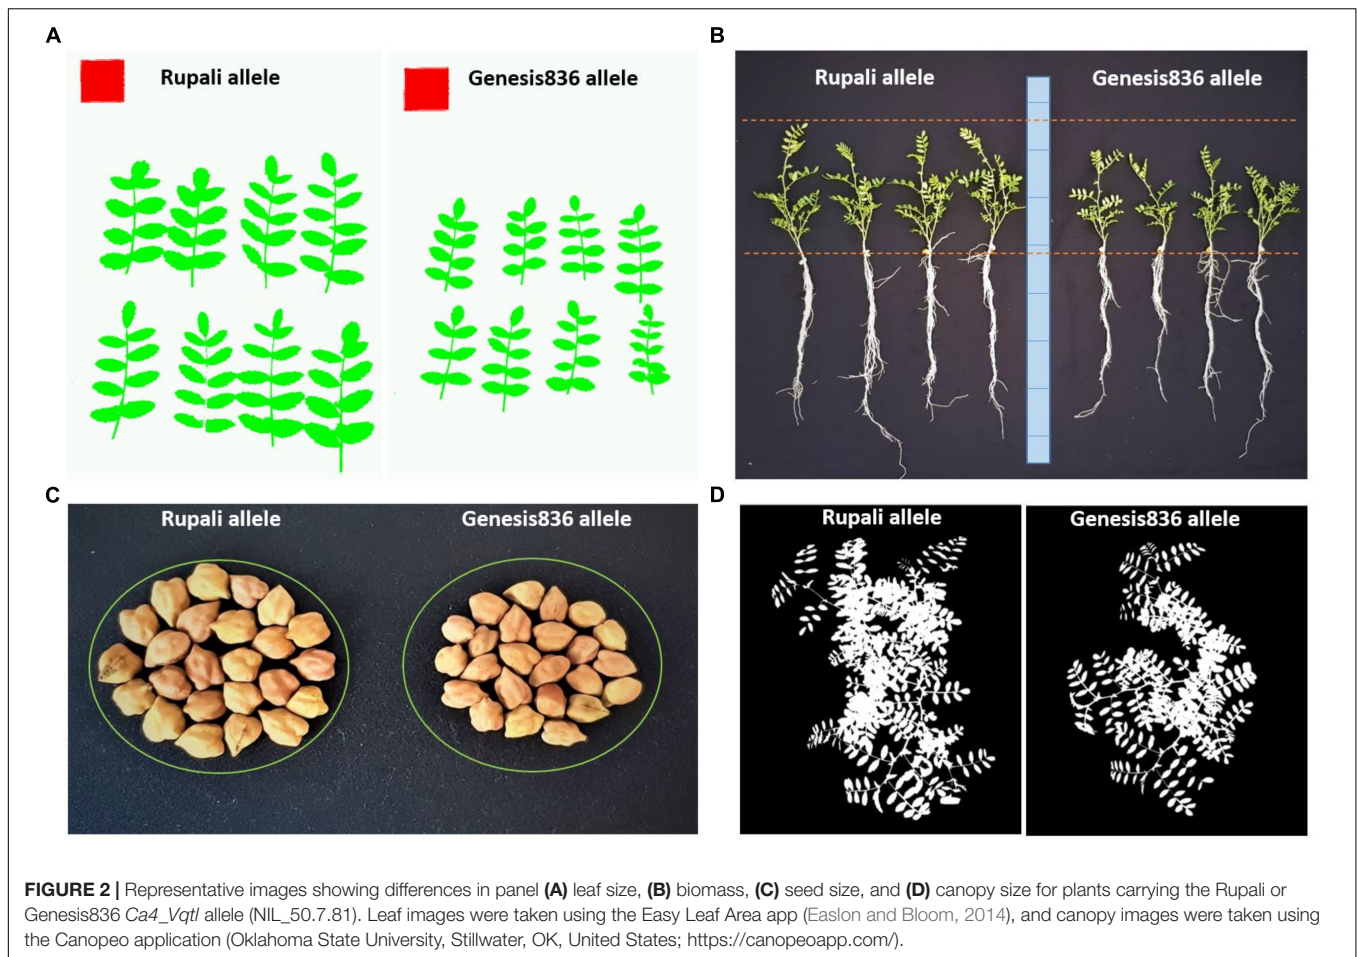 A
Rupali allele
Genesis836 allele
B
Rupali allele
Genesis836 allele
C
Rupali allele
Genesis836 allele
D
Rupali allele
Genesis836 allele
FIGURE 2 | Representative images showing differences in panel (A) leaf size, (B) biomass, (C) seed size, and (D) canopy size for plants carrying the Rupali or
Genesis836 Ca4_Vqtl allele (NIL_50.7.81). Leaf images were taken using the Easy Leaf Area app (Easlon and Bloom, 2014), and canopy images were taken using
the Canopeo application (Oklahoma State University, Stillwater, OK, United States; https://canopeoapp.com/).